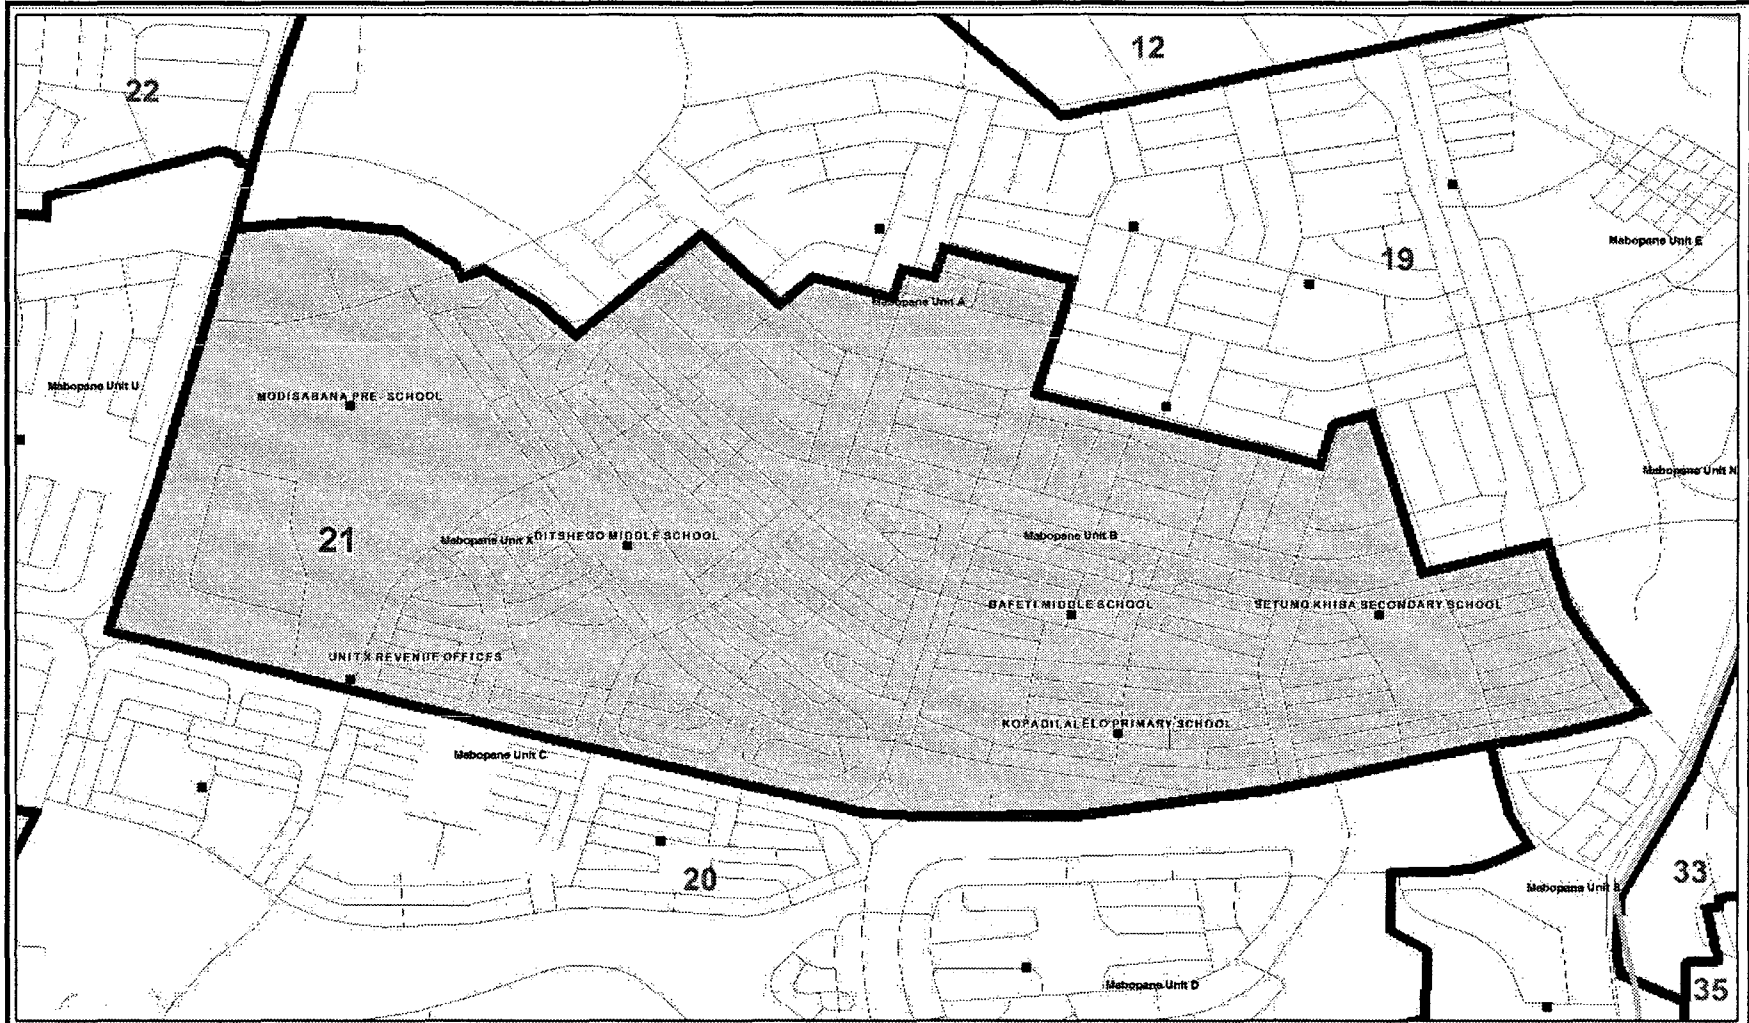 12
22
Mabopane Unit E
19
Mabopane Unit A
Mabopane Unit U
MODISABANA PRE-SCHOOL
Mabopane Unit N
21
Mabopane Unit X
DITSHEGO MIDDLE SCHOOL
Mabopane Unit B
BAFETI MIDDLE SCHOOL
SETUMO KHIBA SECONDARY SCHOOL
UNIT X REVENUE OFFICES
KOPADILALELO PRIMARY SCHOOL
Mabopane Unit C
20
33
Mabopane Unit
Mabopane Unit D
35